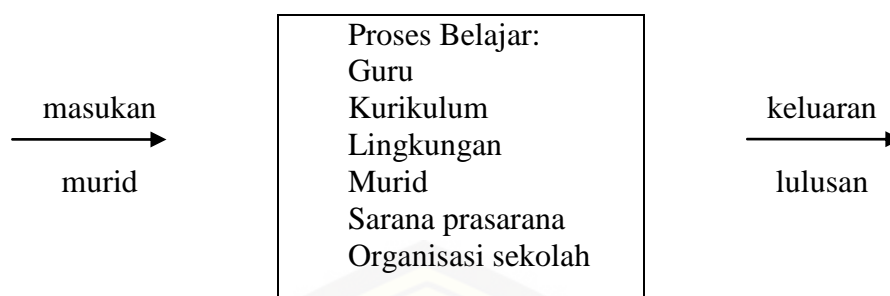 masukan
murid
Proses Belajar:
Guru
Kurikulum
Lingkungan
Murid
Sarana prasarana
Organisasi sekolah
keluaran
lulusan